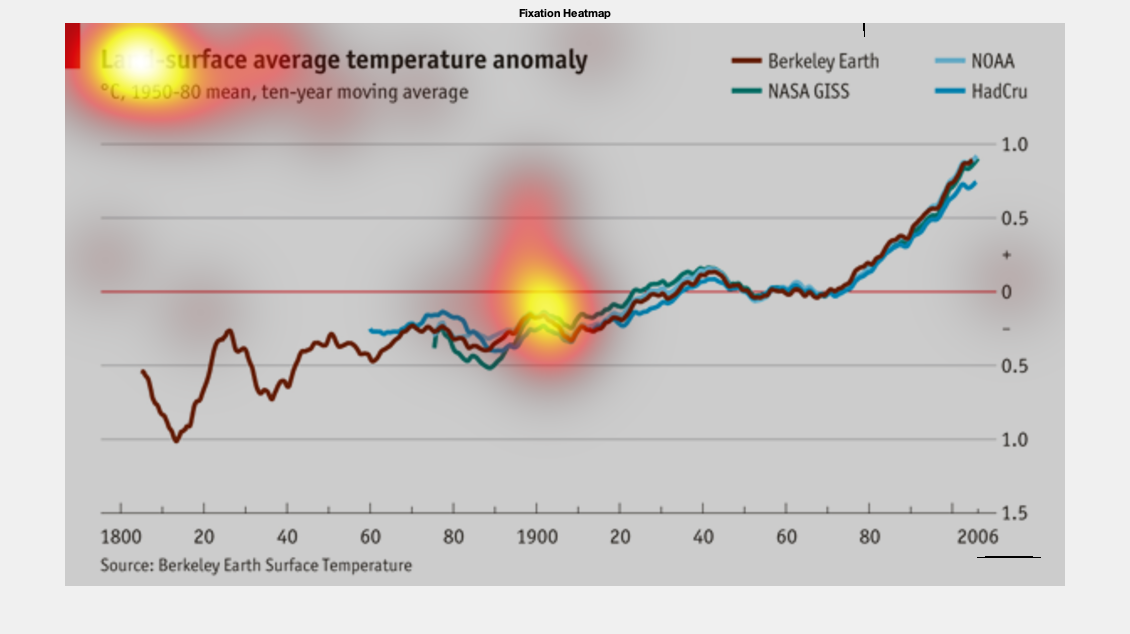 Fixation Heatmap
Land-surface average temperature anomaly
°C, 1950-80 mean, ten-year moving average
Berkeley Earth
NOAA
NASA GISS
HadCru
1.0
0.5
+
0
–
0.5
1.0
1.5
1800 20 40 60 80 1900 20 40 60 80 2006
Source: Berkeley Earth Surface Temperature